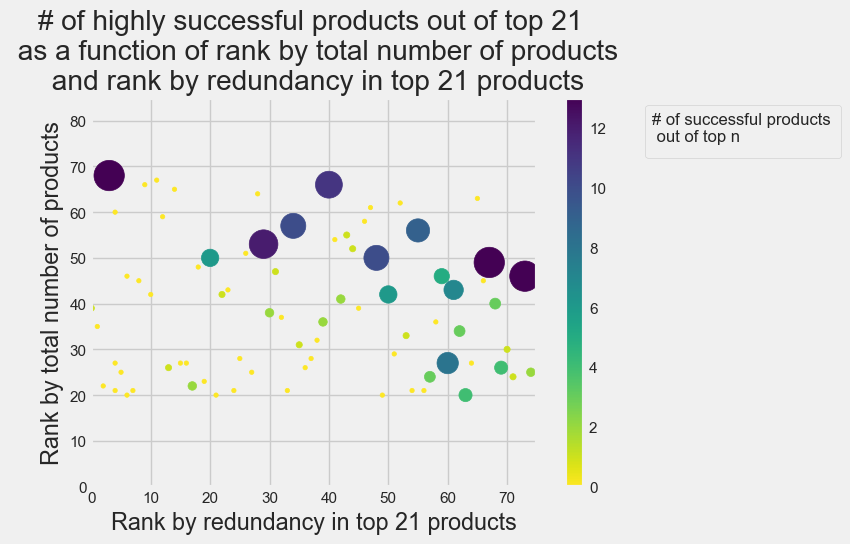 # of highly successful products out of top 21
as a function of rank by total number of products
and rank by redundancy in top 21 products
Rank by total number of products
80
70
60
50
40
30
20
10
0
0 10 20 30 40 50 60 70
Rank by redundancy in top 21 products
12
10
8
6
4
2
0
# of successful products
out of top n